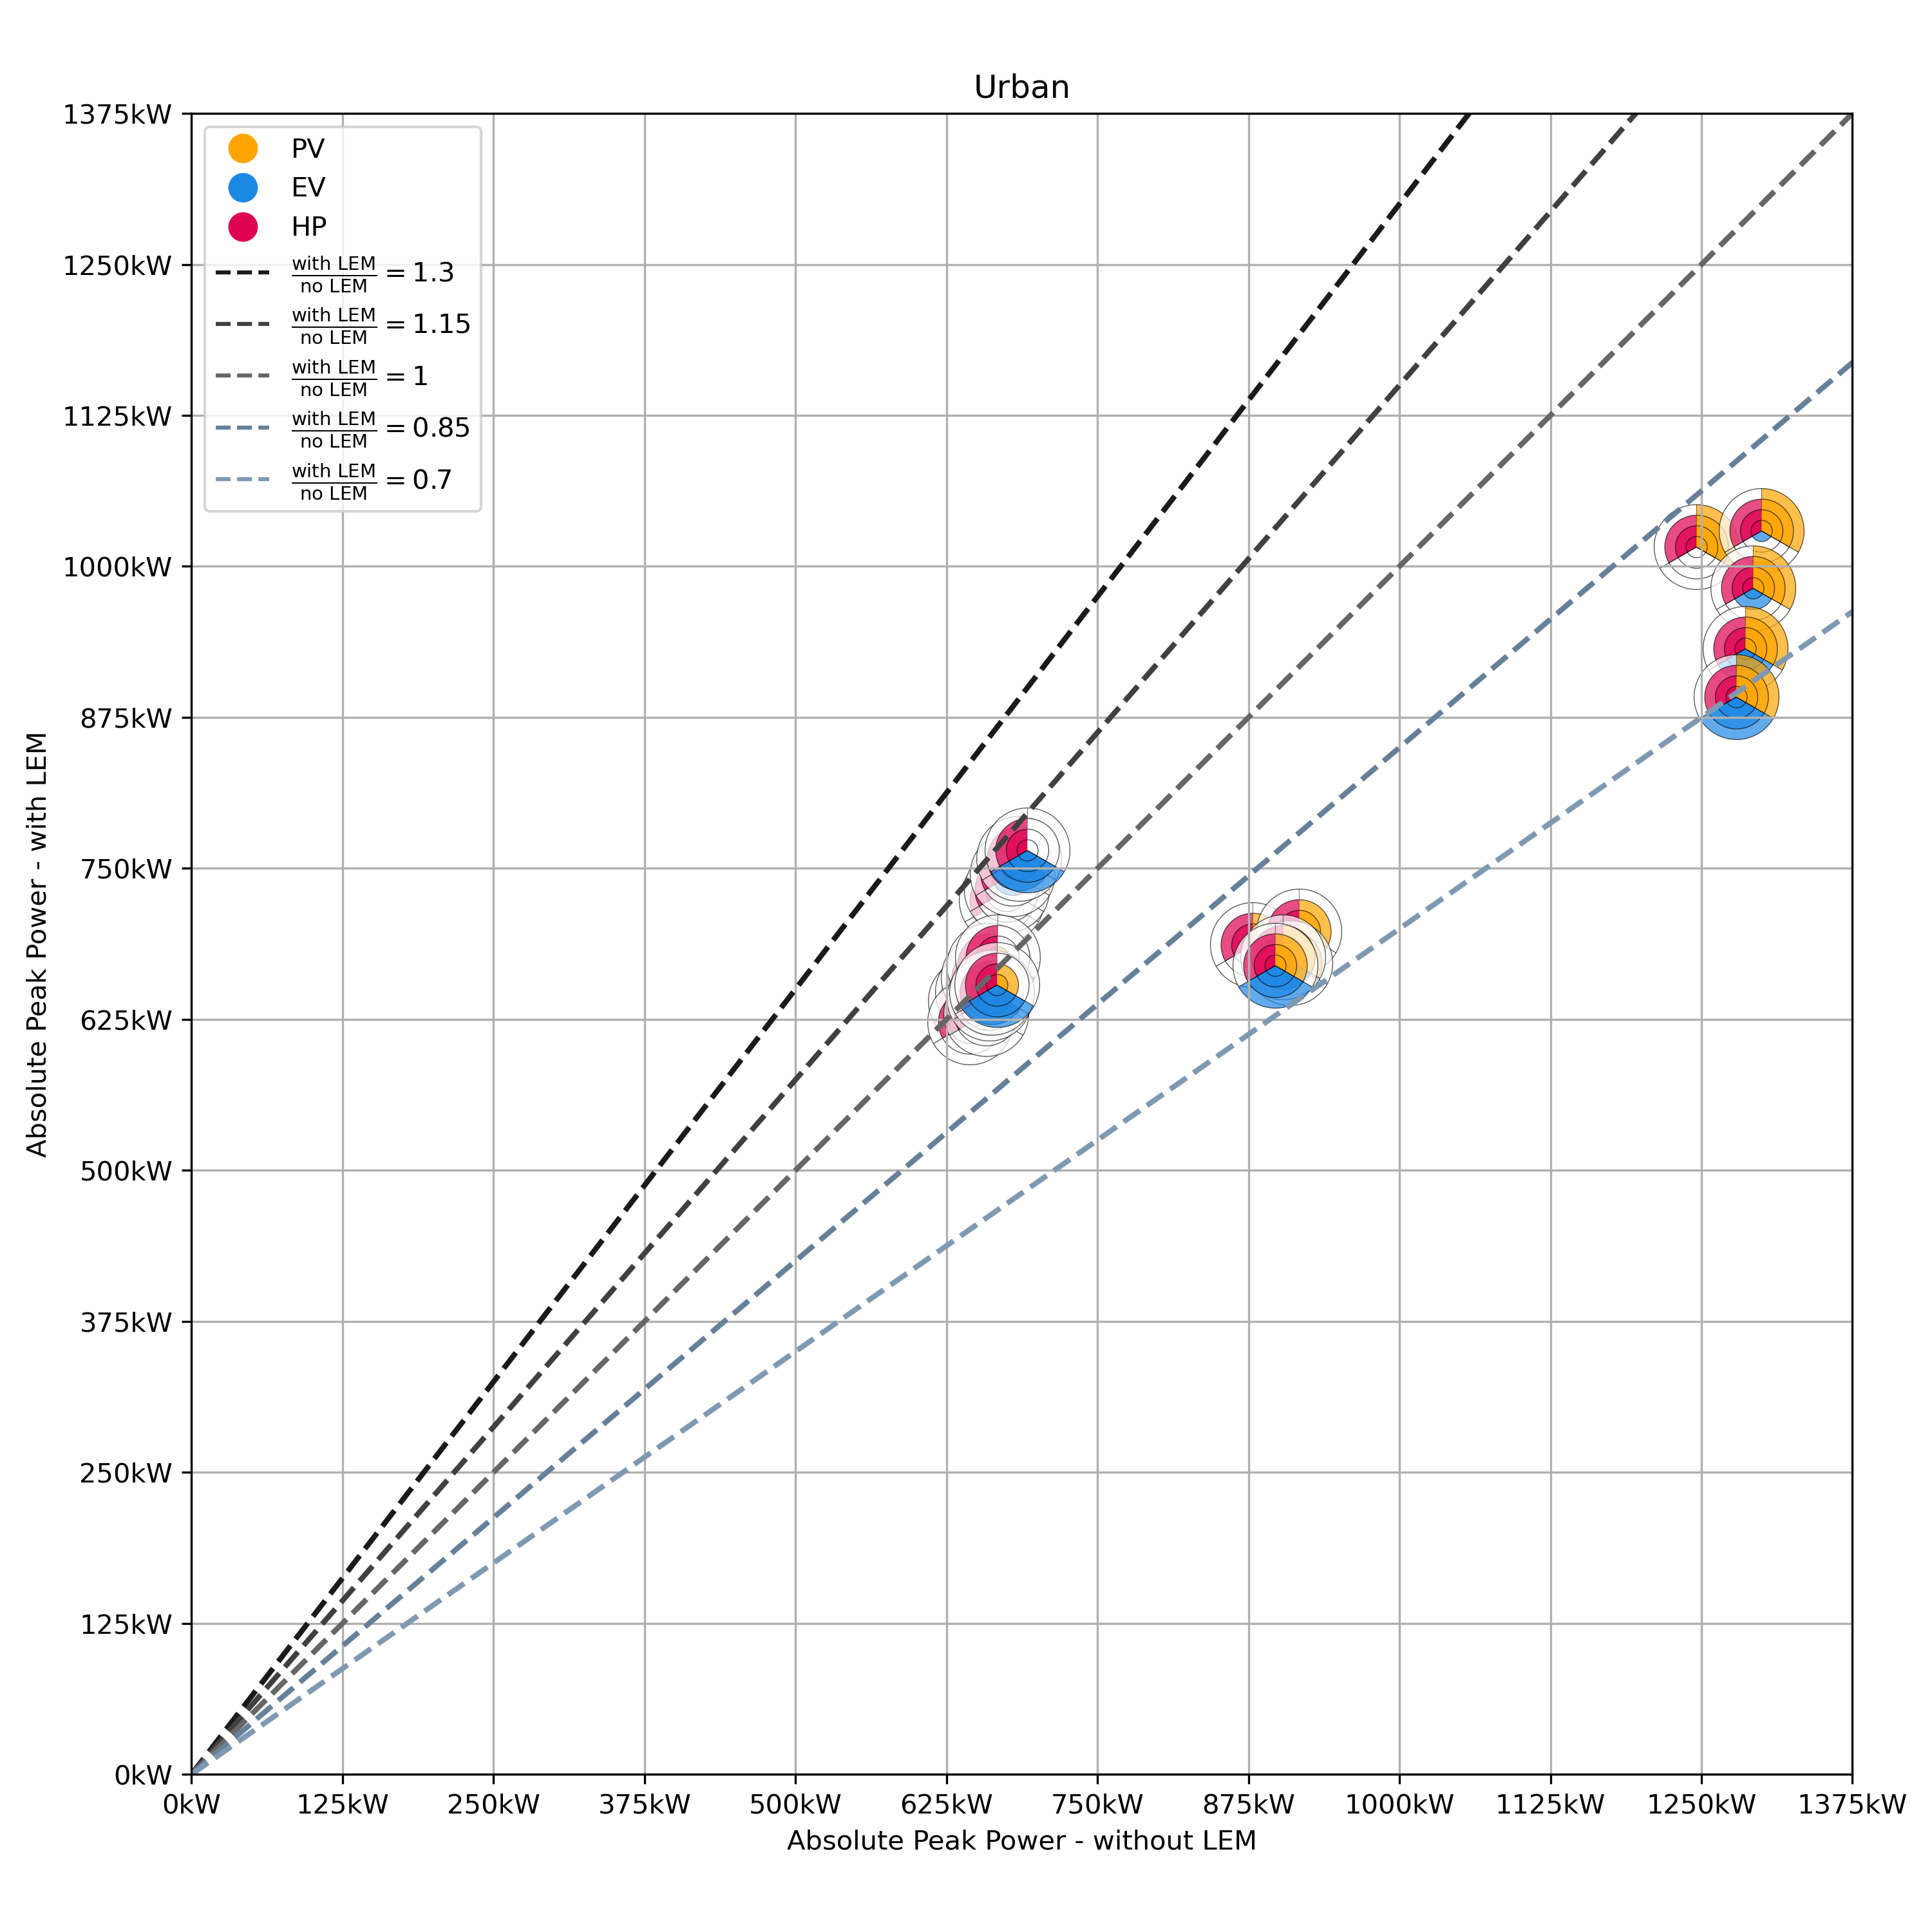 Urban
1375kW
1250kW
1125kW
1000kW
875kW
750kW
625kW
500kW
375kW
250kW
125kW
0kW
Absolute Peak Power - with LEM
PV
EV
HP
with LEM
no LEM
= 1.3
with LEM
no LEM
= 1.15
with LEM
no LEM
= 1
with LEM
no LEM
= 0.85
with LEM
no LEM
= 0.7
0kW 125kW 250kW 375kW 500kW 625kW 750kW 875kW 1000kW 1125kW 1250kW 1375kW
Absolute Peak Power - without LEM